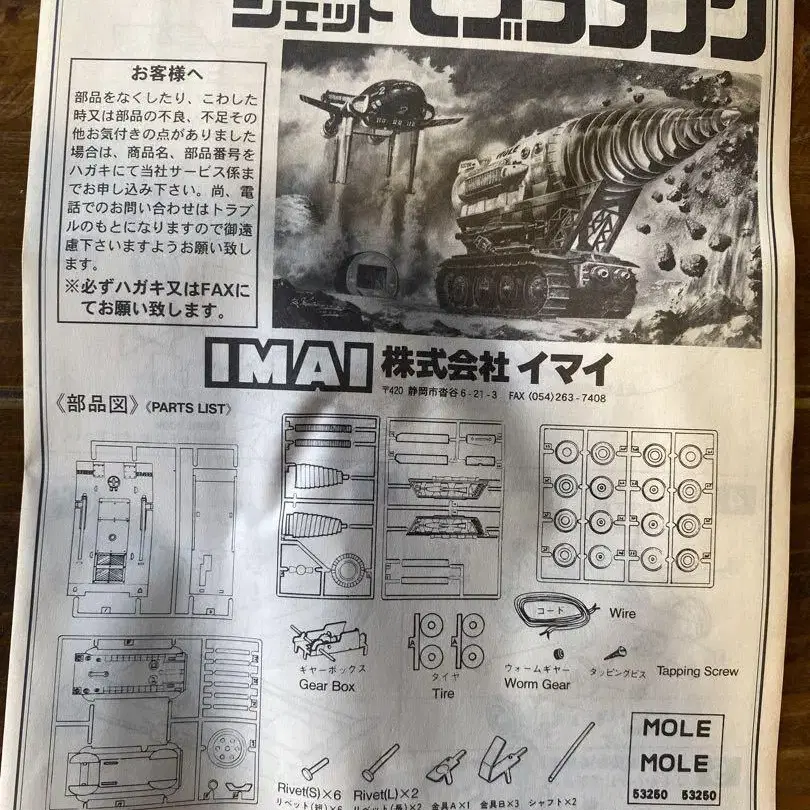 ジェット モグラタンク
お客様へ
部品をなくしたり、こわした
時又は部品の不良、不足その
他お気付きの点がありました
場合は、商品名、部品番号を
ハガキにて当社サービス係ま
でお申し込み下さい。尚、電
話でのお問い合わせはトラブ
ルのもとになりますので御遠
慮下さいますようお願い致し
ます。
※必ずハガキ又はFAXに
てお願い致します。
IMAI 株式会社 イマイ
〒420 静岡市沓谷6-21-3 FAX (054)263-7408
《部品図》《PARTS LIST》
コード
Wire
ギヤーボックス
Gear Box
タイヤ
Tire
ウォームギヤー
Worm Gear
タッピングビス
Tapping Screw
Rivet(S)×6
リベット(短)×6
Rivet(L)×2
リベット(長)×2
金具A×1
金具B×3
シャフト×2
MOLE
MOLE
53250 53250